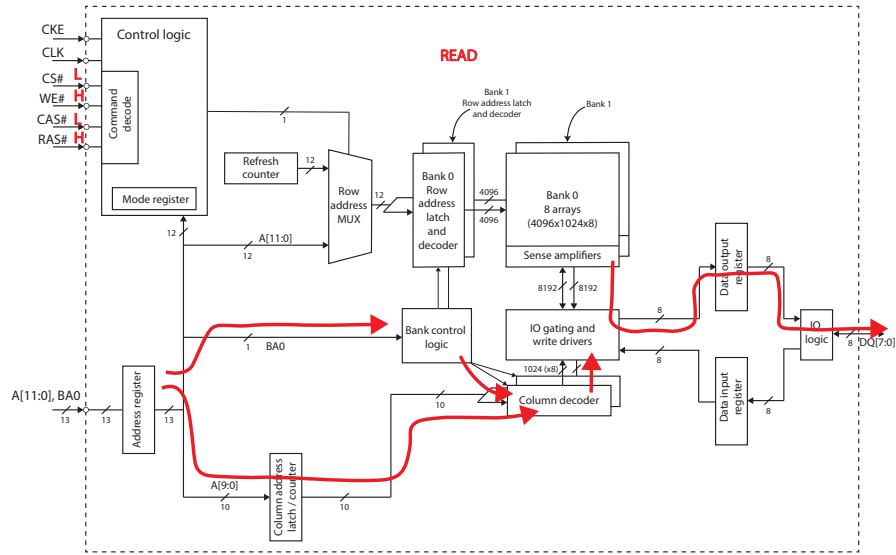 READ
CKE
CLK
CS# L
WE# H
CAS# L
RAS# H
Control logic
Command
decode
Mode register
12
1
Refresh
counter
12
Row
address
MUX
12
A[11:0]
12
Bank 1
Row address latch
and decoder
Bank 0
Row
address
latch
and
decoder
4096
4096
Bank 1
Bank 0
8 arrays
(4096x1024x8)
Sense amplifiers
8192
8192
IO gating and
write drivers
1024 (x8)
Column decoder
Bank control
logic
1
BA0
A[11:0], BA0
13
13
Address register
13
A[9:0]
10
Column address
latch / counter
10
10
8
8
Data output
register
8
Data input
register
8
IO
logic
8
DQ[7:0]